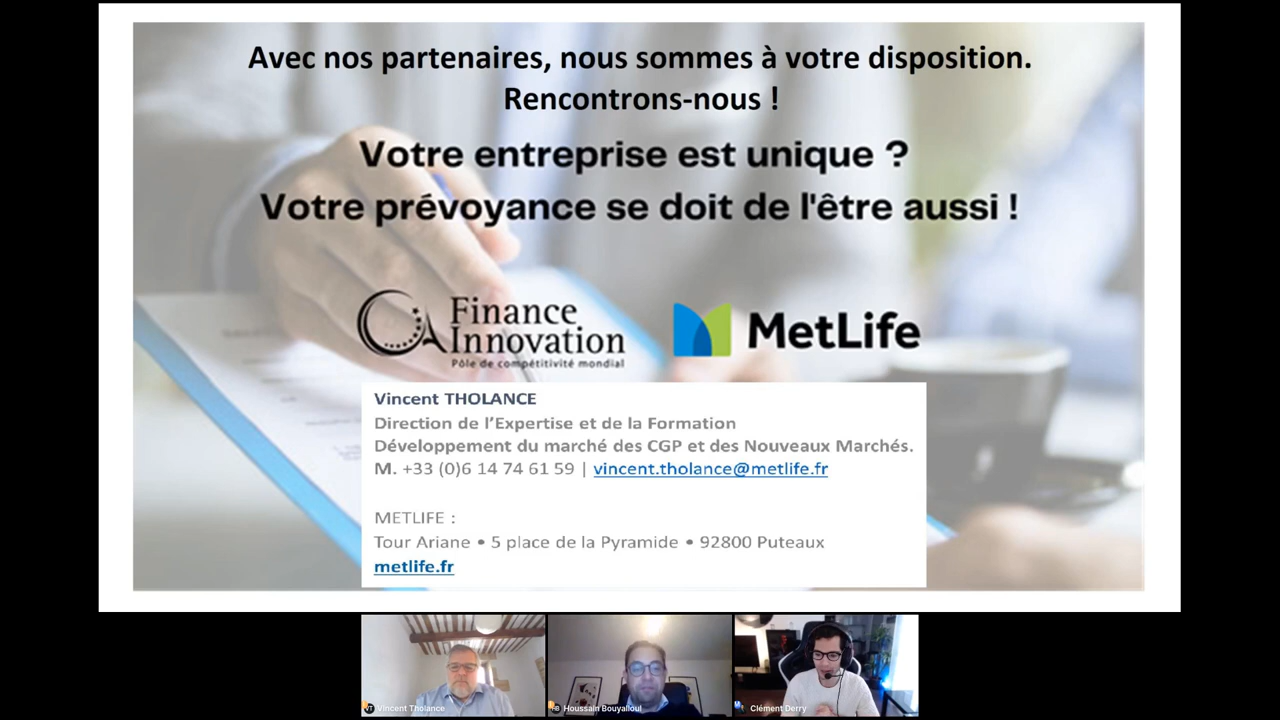 Avec nos partenaires, nous sommes à votre disposition.
Rencontrons-nous !
Votre entreprise est unique ?
Votre prévoyance se doit de l'être aussi !
Finance
Innovation
Pôle de compétitivité mondial
MetLife
Vincent THOLANCE
Direction de l’Expertise et de la Formation
Développement du marché des CGP et des Nouveaux Marchés.
M. +33 (0)6 14 74 61 59 | vincent.tholance@metlife.fr
METLIFE :
Tour Ariane • 5 place de la Pyramide • 92800 Puteaux
metlife.fr
VT Vincent Tholance
HB Houssain Bouyalloul
Clément Derry